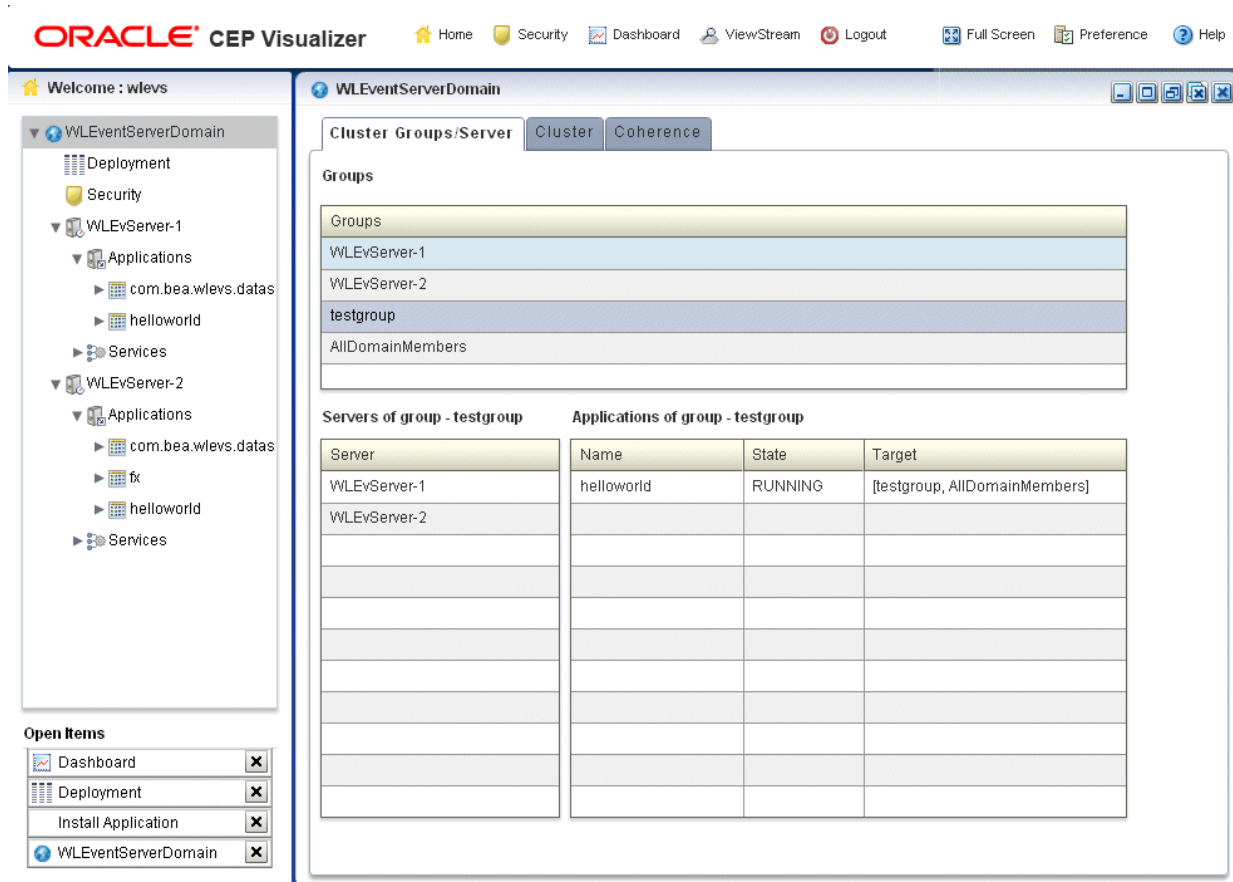 ORACLE CEP Visualizer Home Security Dashboard ViewStream Logout Full Screen Preference Help
Welcome : wlevs
WLEventServerDomain
Deployment
Security
WLEvServer-1
Applications
com.bea.wlevs.datas
helloworld
Services
WLEvServer-2
Applications
com.bea.wlevs.datas
fx
helloworld
Services
Open Items
Dashboard
Deployment
Install Application
WLEventServerDomain
WLEventServerDomain
Cluster Groups/Server Cluster Coherence
Groups
Groups
WLEvServer-1
WLEvServer-2
testgroup
AllDomainMembers
Servers of group - testgroup
Server
WLEvServer-1
WLEvServer-2
Applications of group - testgroup
Name State Target
helloworld RUNNING [testgroup, AllDomainMembers]